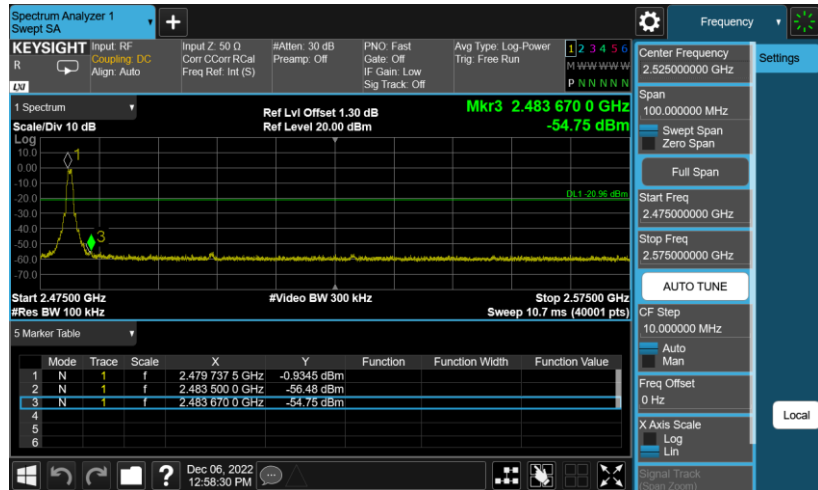 Spectrum Analyzer 1
Swept SA
+
Frequency
KEYSIGHT
R
LXI
Input: RF
Coupling: DC
Align: Auto
Input Z: 50 Ω
Corr CCorr RCal
Freq Ref: Int (S)
#Atten: 30 dB
Preamp: Off
PNO: Fast
Gate: Off
IF Gain: Low
Sig Track: Off
Avg Type: Log-Power
Trig: Free Run
1 2 3 4 5 6
M W W W W W
P N N N N N
Center Frequency
2.525000000 GHz
Settings
1 Spectrum
Scale/Div 10 dB
Ref Lvl Offset 1.30 dB
Ref Level 20.00 dBm
Mkr3 2.483 670 0 GHz
-54.75 dBm
Span
100.000000 MHz
Swept Span
Zero Span
Full Span
Log
10.0
0.00
-10.0
-20.0
-30.0
-40.0
-50.0
-60.0
-70.0
1
3
DL1 -20.96 dBm
Start Freq
2.475000000 GHz
Stop Freq
2.575000000 GHz
AUTO TUNE
Start 2.47500 GHz
#Res BW 100 kHz
#Video BW 300 kHz
Stop 2.57500 GHz
Sweep 10.7 ms (40001 pts)
CF Step
10.000000 MHz
Auto
Man
5 Marker Table
Mode Trace Scale X Y Function Function Width Function Value
1 N 1 f 2.479 737 5 GHz -0.9345 dBm
2 N 1 f 2.483 500 0 GHz -56.48 dBm
3 N 1 f 2.483 670 0 GHz -54.75 dBm
4
5
6
Freq Offset
0 Hz
X Axis Scale
Log
Lin
Local
Signal Track
(Span Zoom)
?
Dec 06, 2022
12:58:30 PM